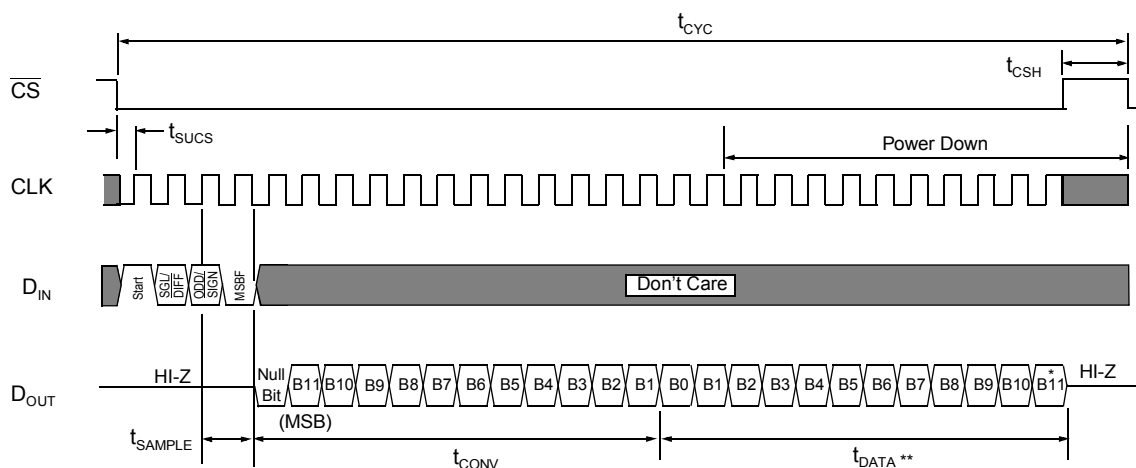 tCYC
CS
tCSH
tSUCS
Power Down
CLK
DIN
Start
SGL/
DIFF
ODD/
SIGN
MSBF
Don't Care
DOUT
HI-Z
Null
Bit
B11 B10 B9 B8 B7 B6 B5 B4 B3 B2 B1 B0 B1 B2 B3 B4 B5 B6 B7 B8 B9 B10 B11*
HI-Z
(MSB)
tSAMPLE
tCONV
tDATA **